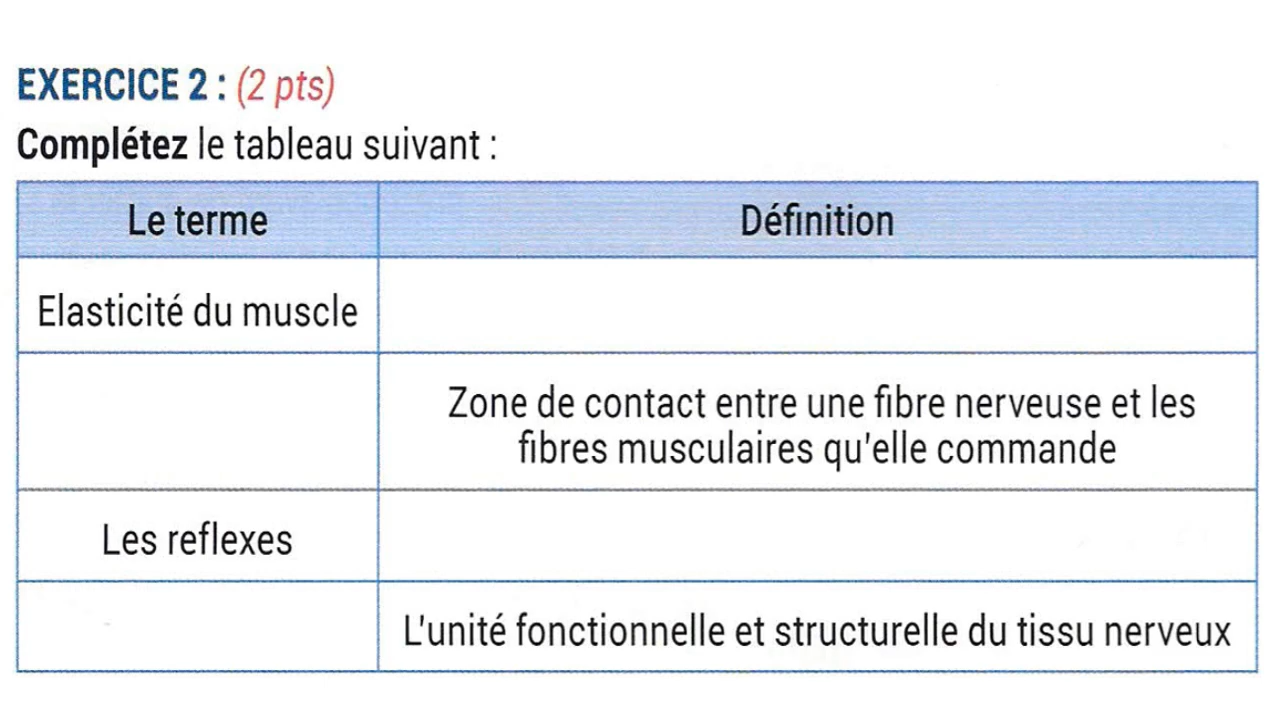 EXERCICE 2 : (2 pts)
Complétez le tableau suivant :
Le terme
Définition
Elasticité du muscle
Zone de contact entre une fibre nerveuse et les
fibres musculaires qu'elle commande
Les reflexes
L'unité fonctionnelle et structurelle du tissu nerveux